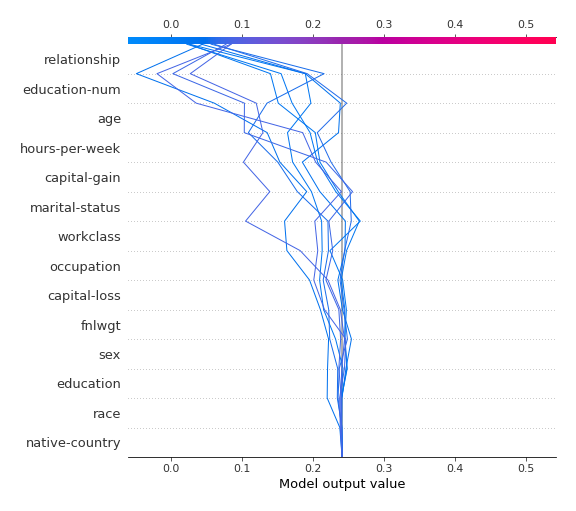 0.0 0.1 0.2 0.3 0.4 0.5
relationship
education-num
age
hours-per-week
capital-gain
marital-status
workclass
occupation
capital-loss
fnlwgt
sex
education
race
native-country
0.0 0.1 0.2 0.3 0.4 0.5
Model output value